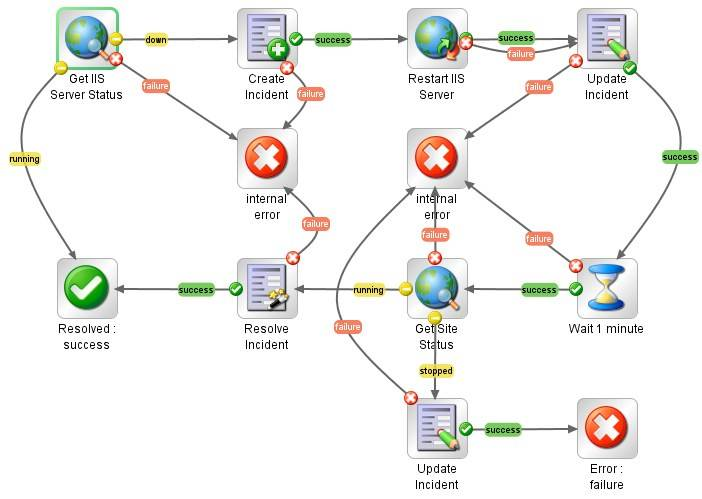 down
success
success
failure
Get IIS
Server Status
Create
Incident
Restart IIS
Server
Update
Incident
failure
failure
failure
running
success
internal
error
internal
error
failure
failure
failure
success
running
success
Resolved :
success
Resolve
Incident
Get Site
Status
Wait 1 minute
failure
stopped
success
Update
Incident
Error :
failure